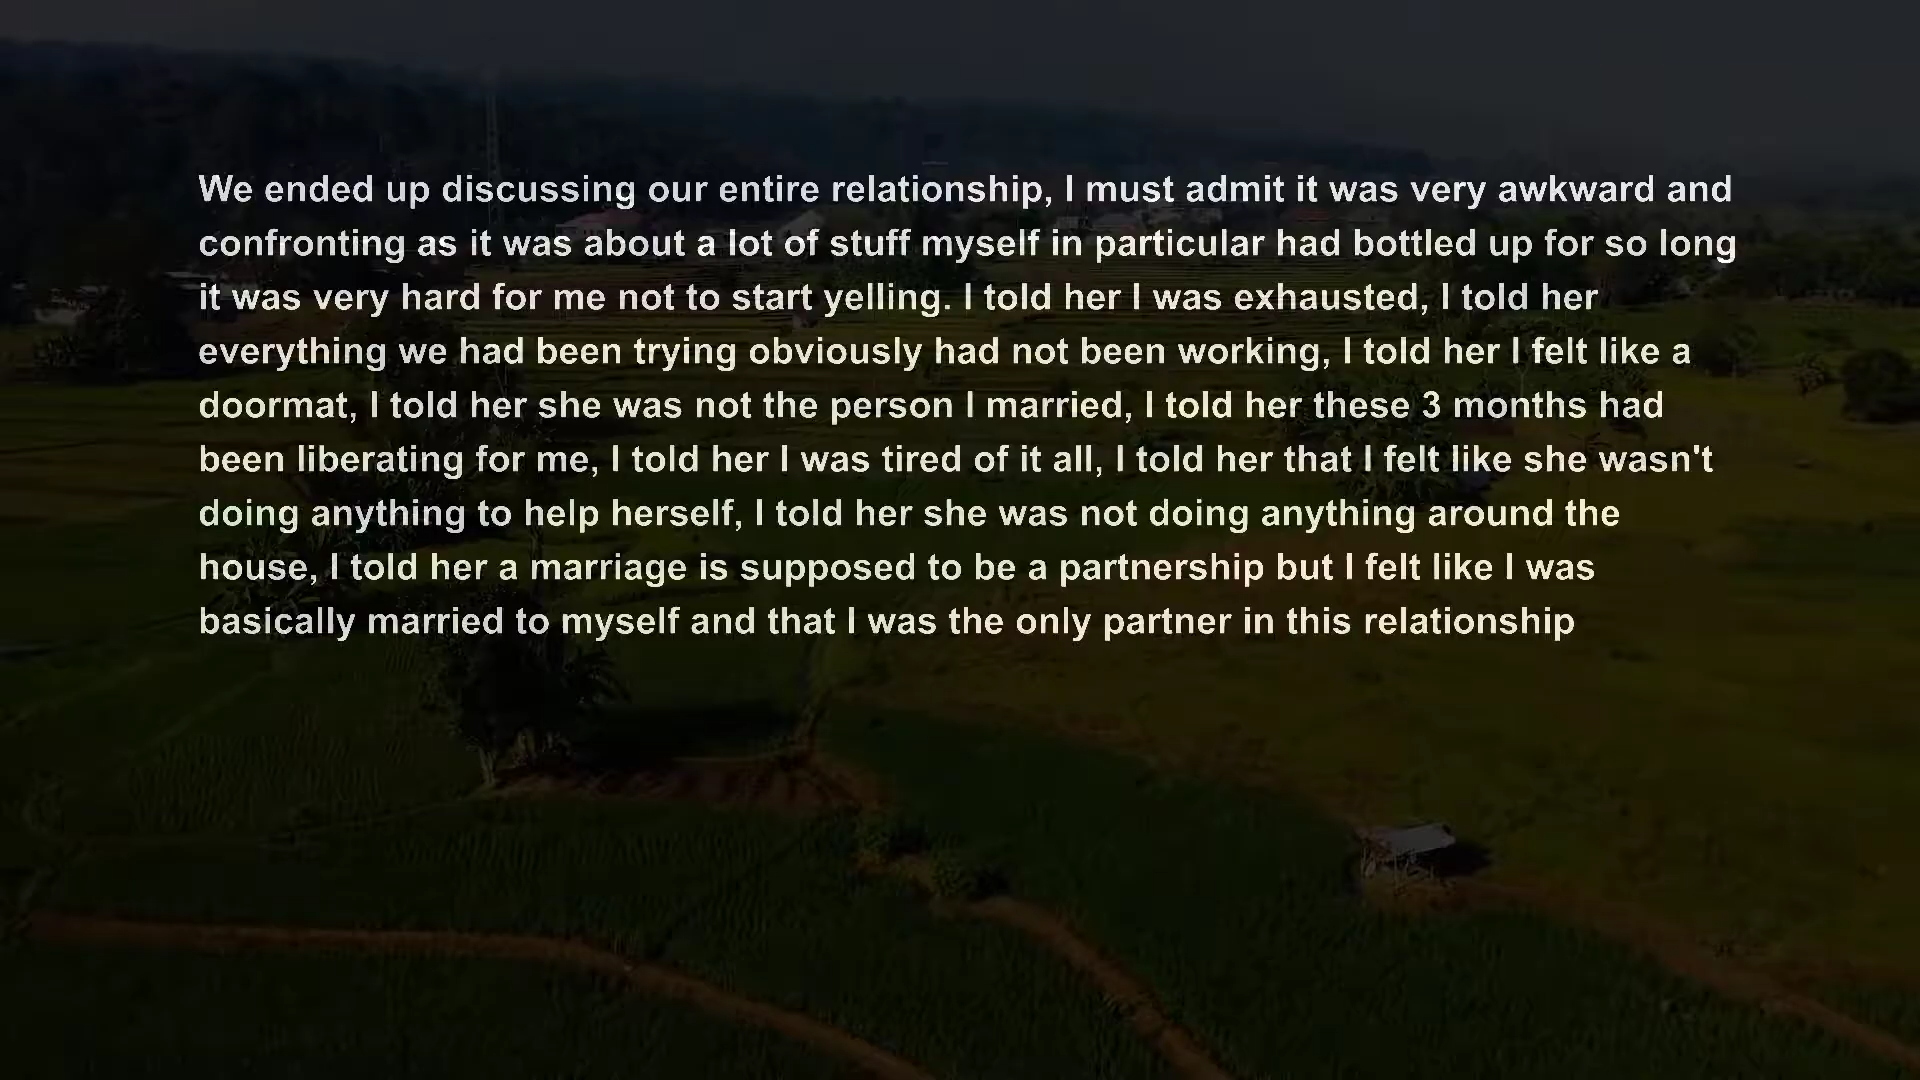 We ended up discussing our entire relationship, I must admit it was very awkward and
confronting as it was about a lot of stuff myself in particular had bottled up for so long
it was very hard for me not to start yelling. I told her I was exhausted, I told her
everything we had been trying obviously had not been working, I told her I felt like a
doormat, I told her she was not the person I married, I told her these 3 months had
been liberating for me, I told her I was tired of it all, I told her that I felt like she wasn't
doing anything to help herself, I told her she was not doing anything around the
house, I told her a marriage is supposed to be a partnership but I felt like I was
basically married to myself and that I was the only partner in this relationship